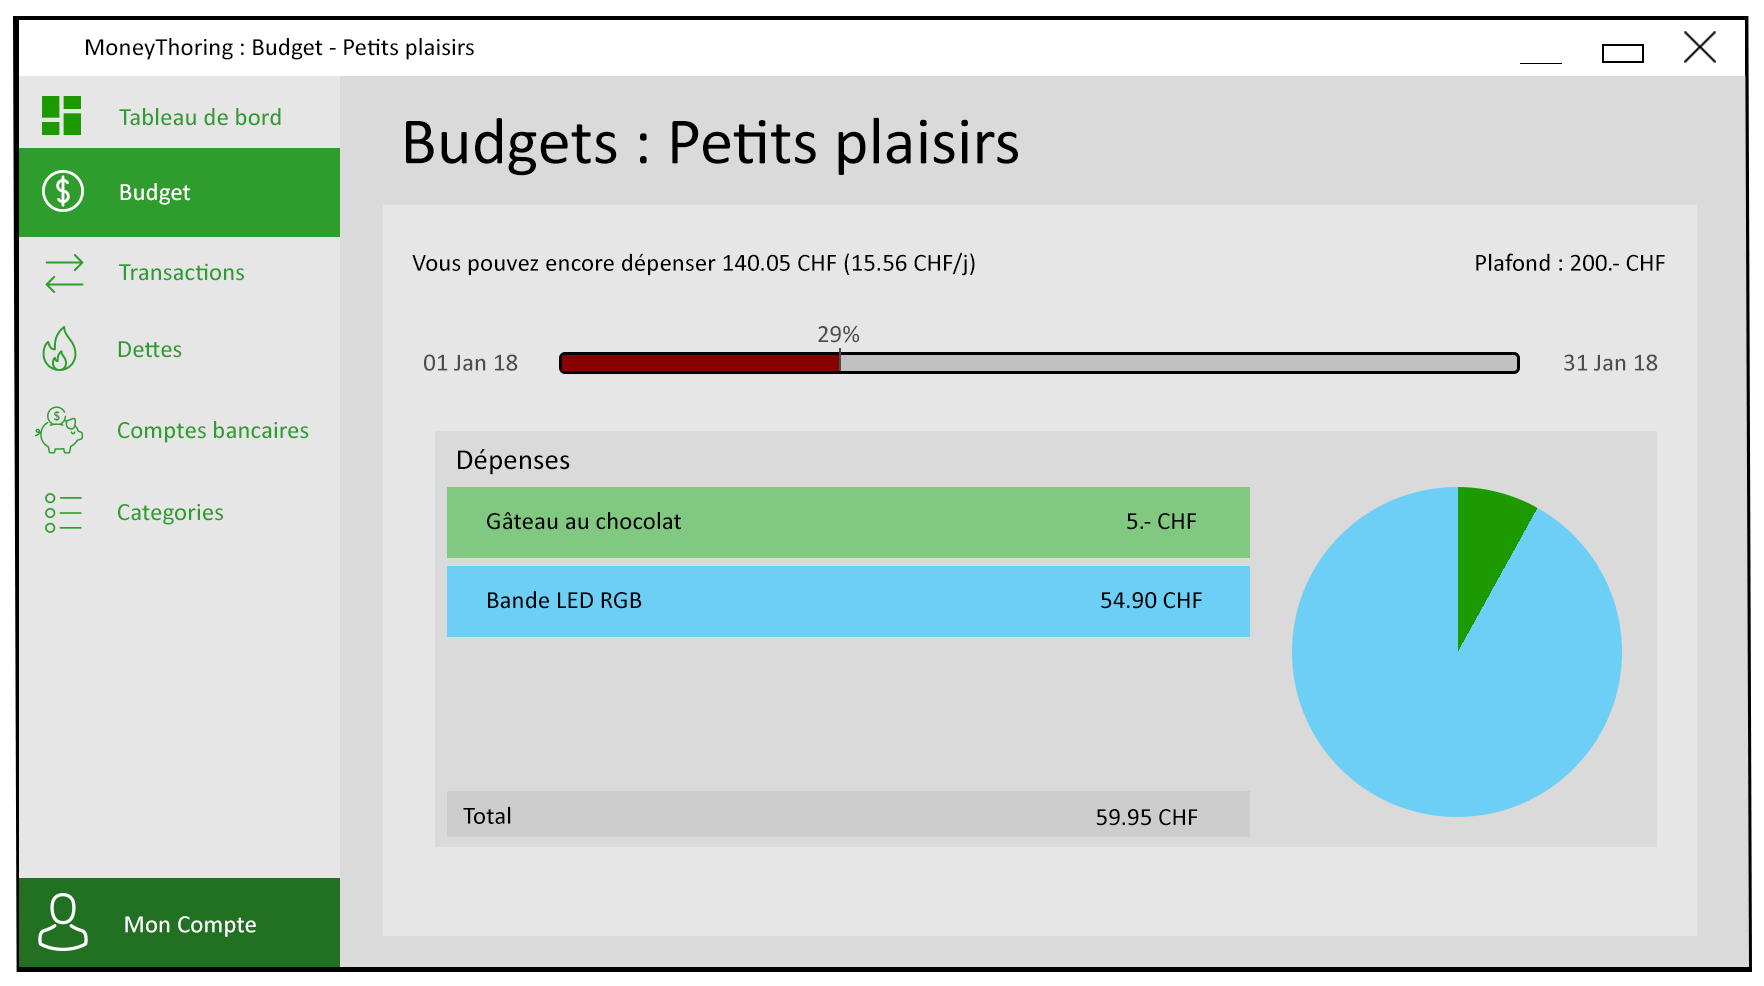 MoneyThoring : Budget - Petits plaisirs
Tableau de bord
Budget
Transactions
Dettes
Comptes bancaires
Categories
Mon Compte
Budgets : Petits plaisirs
Vous pouvez encore dépenser 140.05 CHF (15.56 CHF/j)
Plafond : 200.- CHF
29%
01 Jan 18
31 Jan 18
Dépenses
Gâteau au chocolat 5.- CHF
Bande LED RGB 54.90 CHF
Total 59.95 CHF